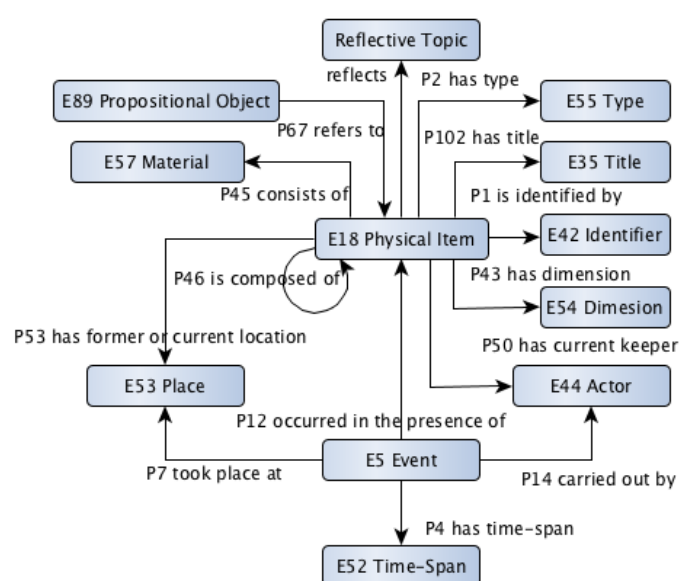 Reflective Topic
reflects
P2 has type
E89 Propositional Object
E55 Type
P67 refers to
P102 has title
E57 Material
E35 Title
P45 consists of
P1 is identified by
E18 Physical Item
E42 Identifier
P46 is composed of
P43 has dimension
E54 Dimesion
P53 has former or current location
P50 has current keeper
E53 Place
E44 Actor
P12 occurred in the presence of
E5 Event
P7 took place at
P14 carried out by
P4 has time-span
E52 Time-Span